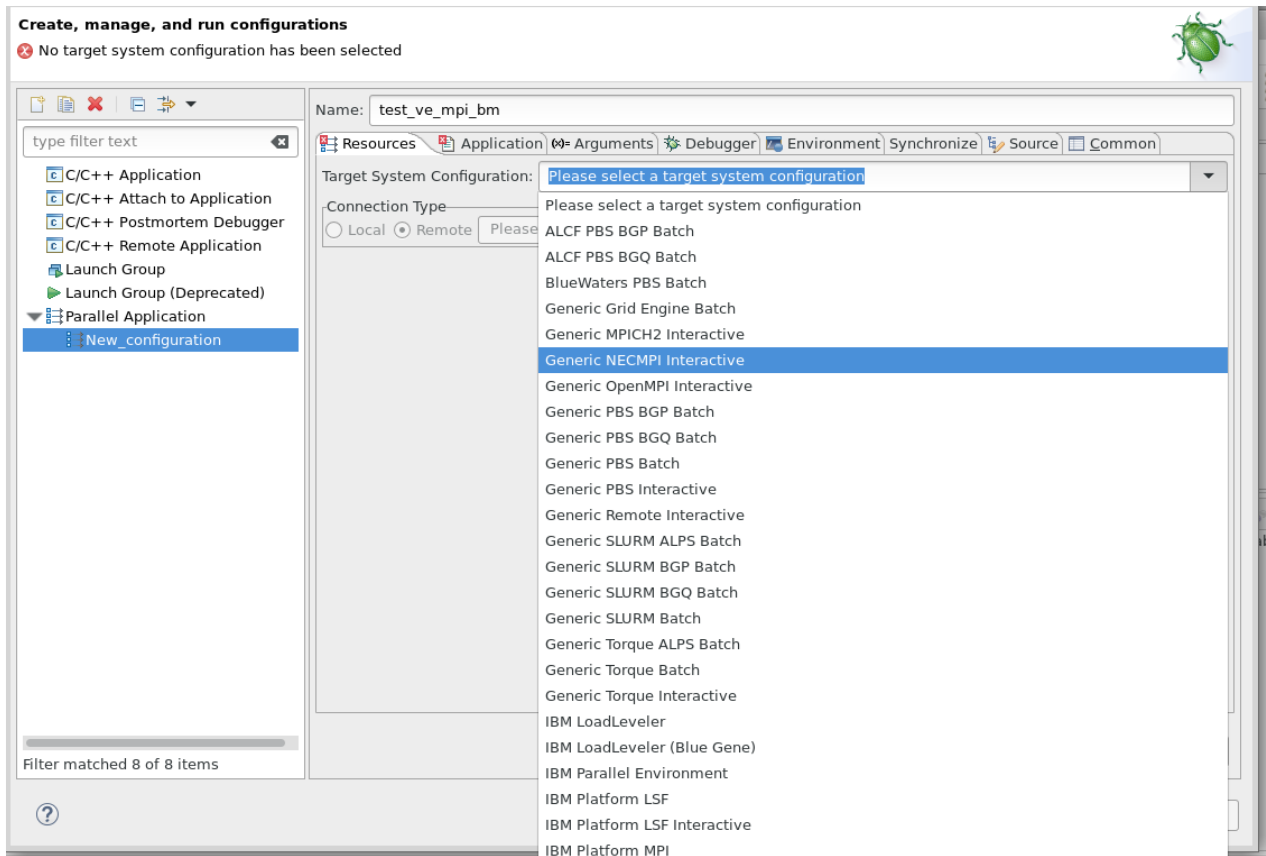 Create, manage, and run configurations
No target system configuration has been selected
type filter text
C/C++ Application
C/C++ Attach to Application
C/C++ Postmortem Debugger
C/C++ Remote Application
Launch Group
Launch Group (Deprecated)
Parallel Application
New_configuration
Filter matched 8 of 8 items
Name: test_ve_mpi_bm
Resources Application Arguments Debugger Environment Synchronize Source Common
Target System Configuration: Please select a target system configuration
Connection Type
Local Remote Please
Please select a target system configuration
ALCF PBS BGP Batch
ALCF PBS BGQ Batch
BlueWaters PBS Batch
Generic Grid Engine Batch
Generic MPICH2 Interactive
Generic NECMPI Interactive
Generic OpenMPI Interactive
Generic PBS BGP Batch
Generic PBS BGQ Batch
Generic PBS Batch
Generic PBS Interactive
Generic Remote Interactive
Generic SLURM ALPS Batch
Generic SLURM BGP Batch
Generic SLURM BGQ Batch
Generic SLURM Batch
Generic Torque ALPS Batch
Generic Torque Batch
Generic Torque Interactive
IBM LoadLeveler
IBM LoadLeveler (Blue Gene)
IBM Parallel Environment
IBM Platform LSF
IBM Platform LSF Interactive
IBM Platform MPI